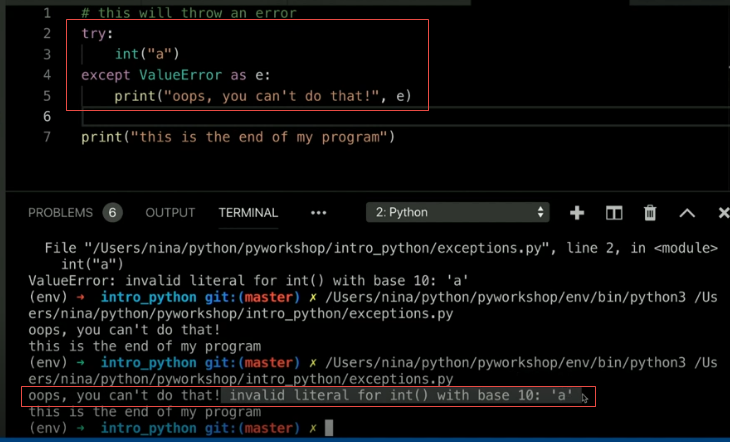 1 # this will throw an error
2 try:
3 int("a")
4 except ValueError as e:
5 print("oops, you can't do that!", e)
6
7 print("this is the end of my program")
PROBLEMS 6 OUTPUT TERMINAL ••• 2: Python
File "/Users/nina/python/pyworkshop/intro_python/exceptions.py", line 2, in <module>
int("a")
ValueError: invalid literal for int() with base 10: 'a'
(env) → intro_python git:(master) ✗ /Users/nina/python/pyworkshop/env/bin/python3 /Us
ers/nina/python/pyworkshop/intro_python/exceptions.py
oops, you can't do that!
this is the end of my program
(env) → intro_python git:(master) ✗ /Users/nina/python/pyworkshop/env/bin/python3 /Us
ers/nina/python/pyworkshop/intro_python/exceptions.py
oops, you can't do that! invalid literal for int() with base 10: 'a'
this is the end of my program
(env) → intro_python git:(master) ✗